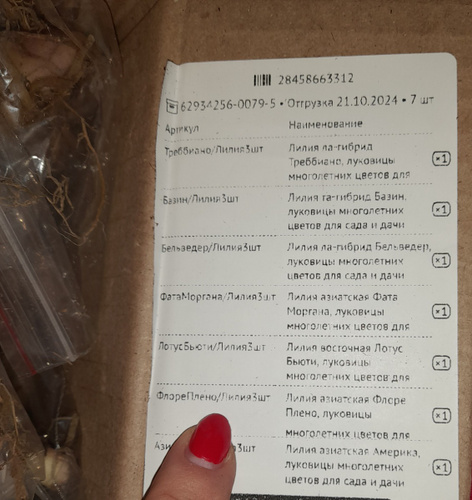 28458663312
62934256-0079-5 • Отгрузка 21.10.2024 • 7 шт
Артикул Наименование
Треббиано/Лилия3шт Лилия ла-гибрид
Треббиано, луковицы
многолетних цветов для
×1
Базин/Лилия3шт Лилия га-гибрид Базин,
луковицы многолетних
цветов для сада и дачи
×1
Бельведер/Лилия3шт Лилия ла-гибрид Бельведер,
луковицы многолетних
цветов для сада и дачи
×1
ФатаМоргана/Лилия3шт Лилия азиатская Фата
Моргана, луковицы
многолетних цветов для
×1
ЛотусБьюти/Лилия3шт Лилия восточная Лотус
Бьюти, луковицы
многолетних цветов для
×1
ФлореПлено/Лилия3шт Лилия азиатская Флоре
Плено, луковицы
многолетних цветов для
×1
Ази шт Лилия азиатская Америка,
луковицы многолетних
цветов для сада и дачи
×1